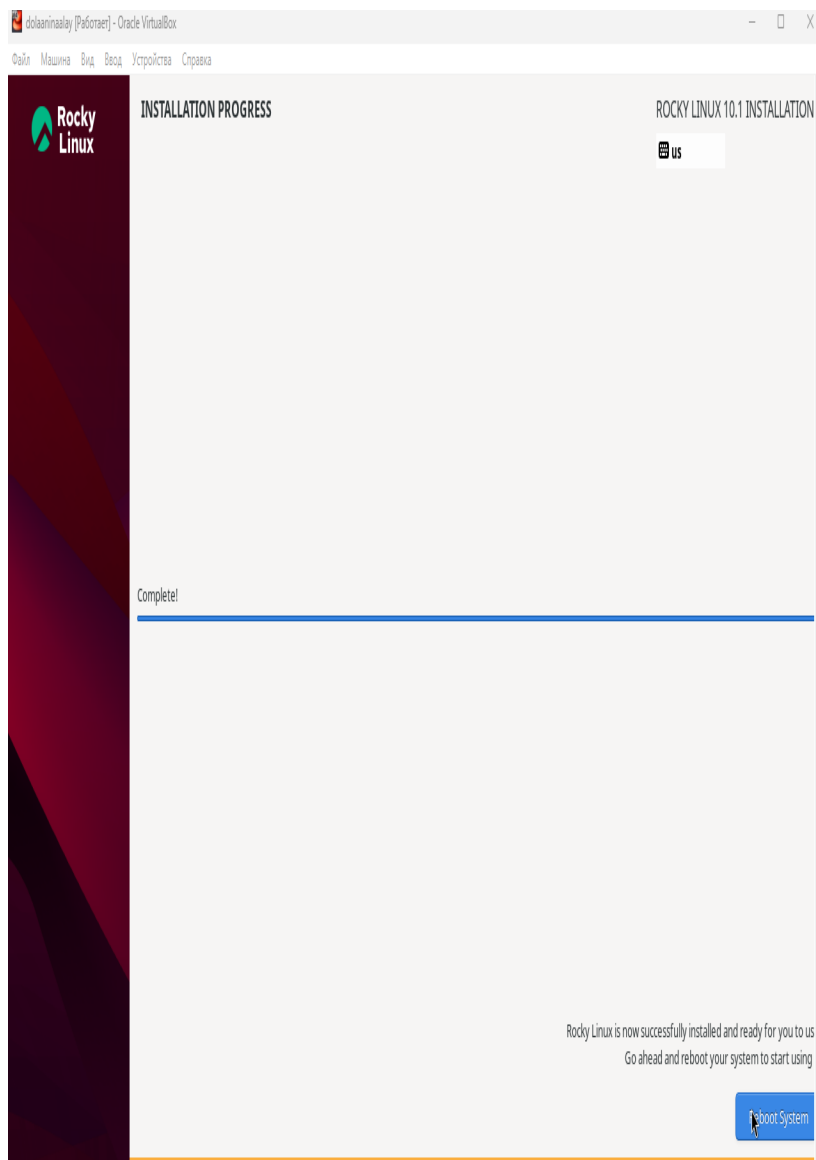 dolaaninaalay [Работает] - Oracle VirtualBox
Файл Машина Вид Ввод Устройства Справка
Rocky
Linux
INSTALLATION PROGRESS
ROCKY LINUX 10.1 INSTALLATION
us
Complete!
Rocky Linux is now successfully installed and ready for you to us
Go ahead and reboot your system to start using
Reboot System